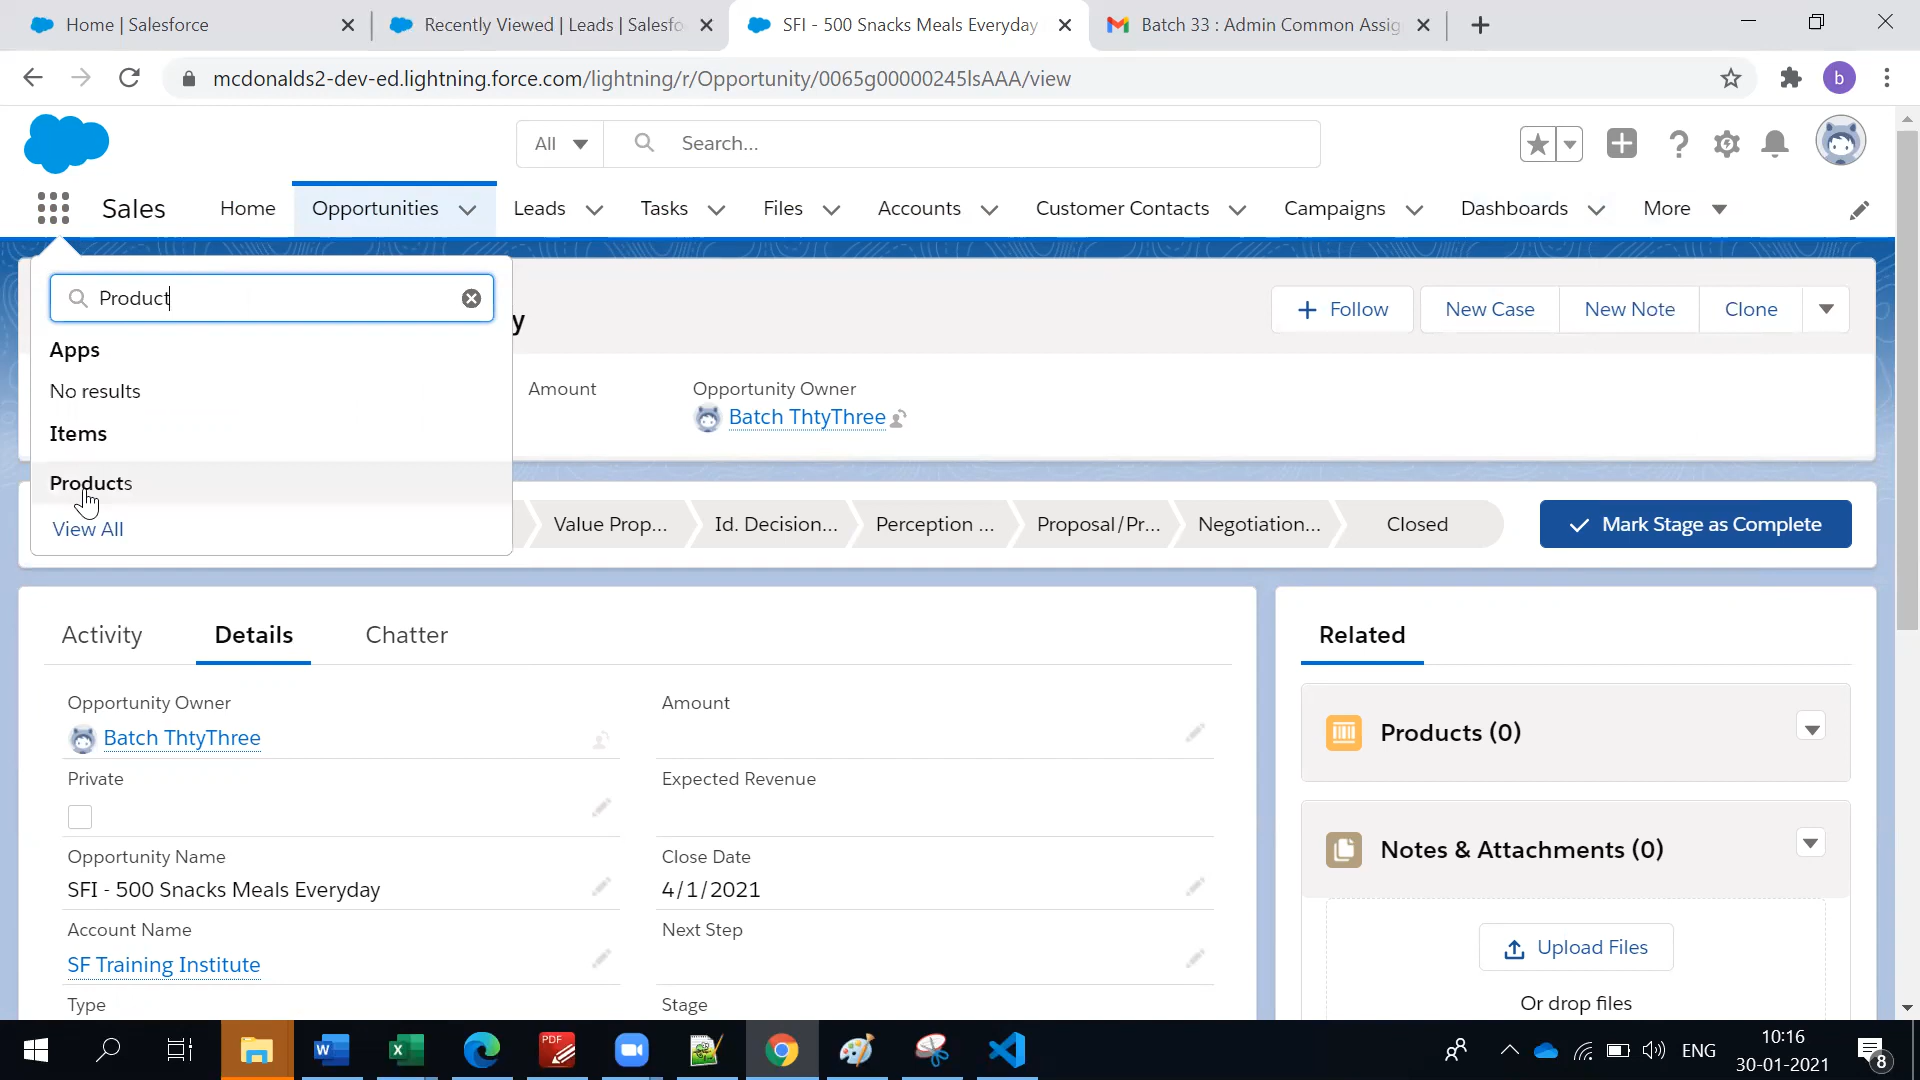 Home | Salesforce
Recently Viewed | Leads | Salesfo
SFI - 500 Snacks Meals Everyday
Batch 33 : Admin Common Assig
mcdonalds2-dev-ed.lightning.force.com/lightning/r/Opportunity/0065g00000245lsAAA/view
b
All
Search...
Sales
Home
Opportunities
Leads
Tasks
Files
Accounts
Customer Contacts
Campaigns
Dashboards
More
Product
Apps
No results
Items
Products
View All
y
Follow
New Case
New Note
Clone
Amount
Opportunity Owner
Batch ThtyThree
Value Prop...
Id. Decision...
Perception ...
Proposal/Pr...
Negotiation...
Closed
Mark Stage as Complete
Activity
Details
Chatter
Related
Opportunity Owner
Batch ThtyThree
Amount
Private
Expected Revenue
Opportunity Name
SFI - 500 Snacks Meals Everyday
Close Date
4/1/2021
Account Name
SF Training Institute
Next Step
Type
Stage
Products (0)
Notes & Attachments (0)
Upload Files
Or drop files
W
X
PDF
ENG
10:16
30-01-2021
8